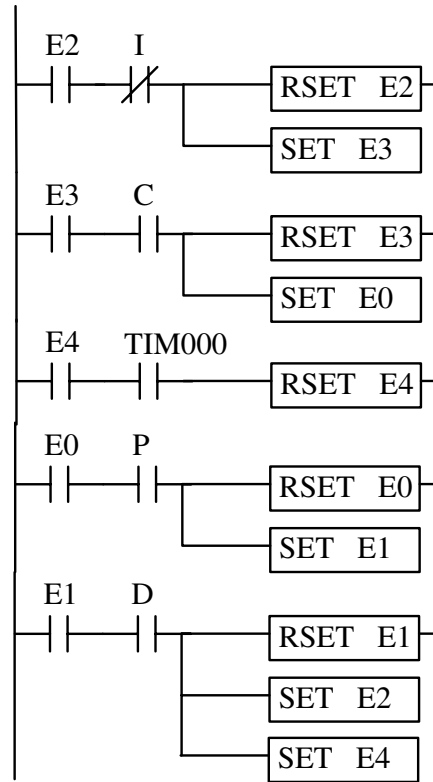 E2 I
RSET E2
SET E3
E3 C
RSET E3
SET E0
E4 TIM000
RSET E4
E0 P
RSET E0
SET E1
E1 D
RSET E1
SET E2
SET E4